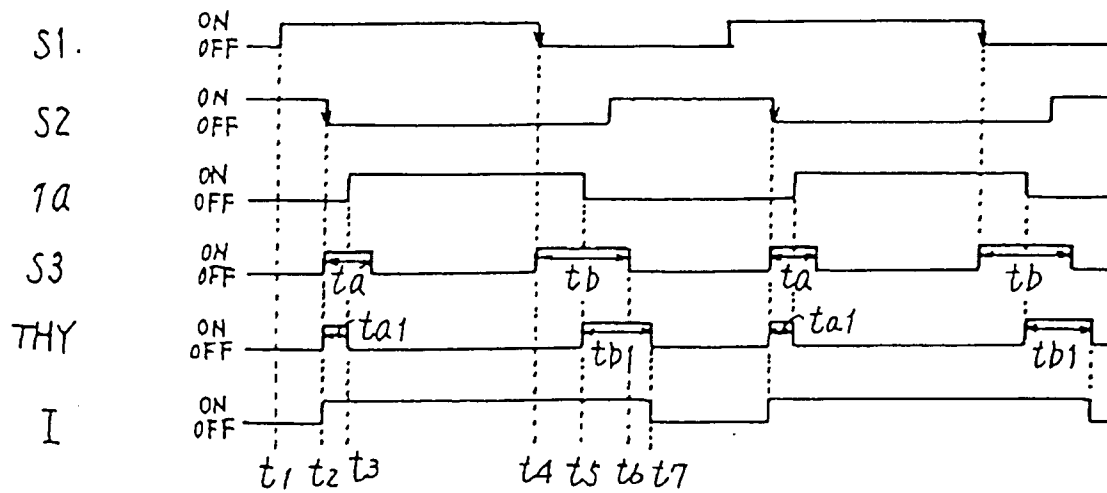 S1. ON OFF
S2 ON OFF
1a ON OFF
S3 ON OFF ta tb ta tb
THY ON OFF ta1 tb1 ta1 tb1
I ON OFF
t1 t2 t3 t4 t5 t6 t7